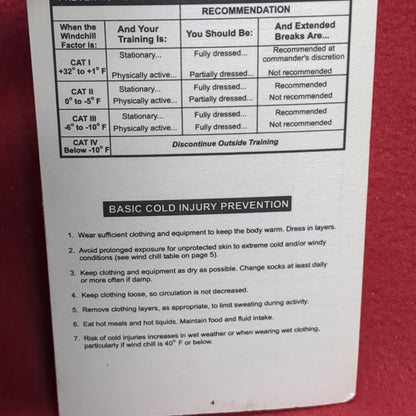 RECOMMENDATION
When the And Your You Should Be: And Extended
Windchill Training Is: Breaks Are...
Factor Is:
CAT I Stationary... Fully dressed... Recommended at
+32° to +1° F commander's discretion
Physically active... Partially dressed... Not recommended
CAT II Stationary... Fully dressed... Recommended
0° to -5° F Physically active... Partially dressed... Not recommended
CAT III Stationary... Fully dressed... Recommended
-6° to -10° F Physically active... Fully dressed... Not recommended
CAT IV Discontinue Outside Training
Below -10° F
BASIC COLD INJURY PREVENTION
1. Wear sufficient clothing and equipment to keep the body warm. Dress in layers.
2. Avoid prolonged exposure for unprotected skin to extreme cold and/or windy
conditions (see wind chill table on page 5).
3. Keep clothing and equipment as dry as possible. Change socks at least daily
or more often if damp.
4. Keep clothing loose, so circulation is not decreased.
5. Remove clothing layers, as appropriate, to limit sweating during activity.
6. Eat hot meals and hot liquids. Maintain food and fluid intake.
7. Risk of cold injuries increases in wet weather or when wearing wet clothing,
particularly if wind chill is 40° F or below.
4